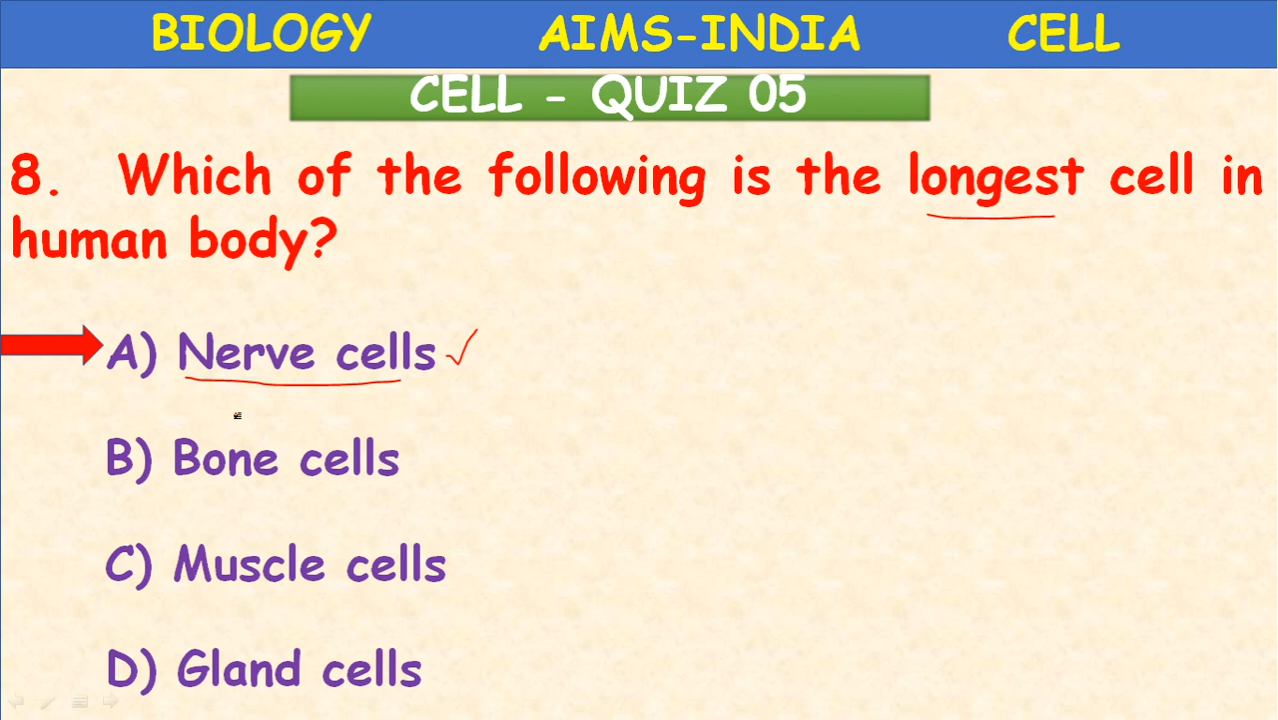 BIOLOGY AIMS-INDIA CELL
CELL - QUIZ 05
8. Which of the following is the longest cell in
human body?
A) Nerve cells
B) Bone cells
C) Muscle cells
D) Gland cells